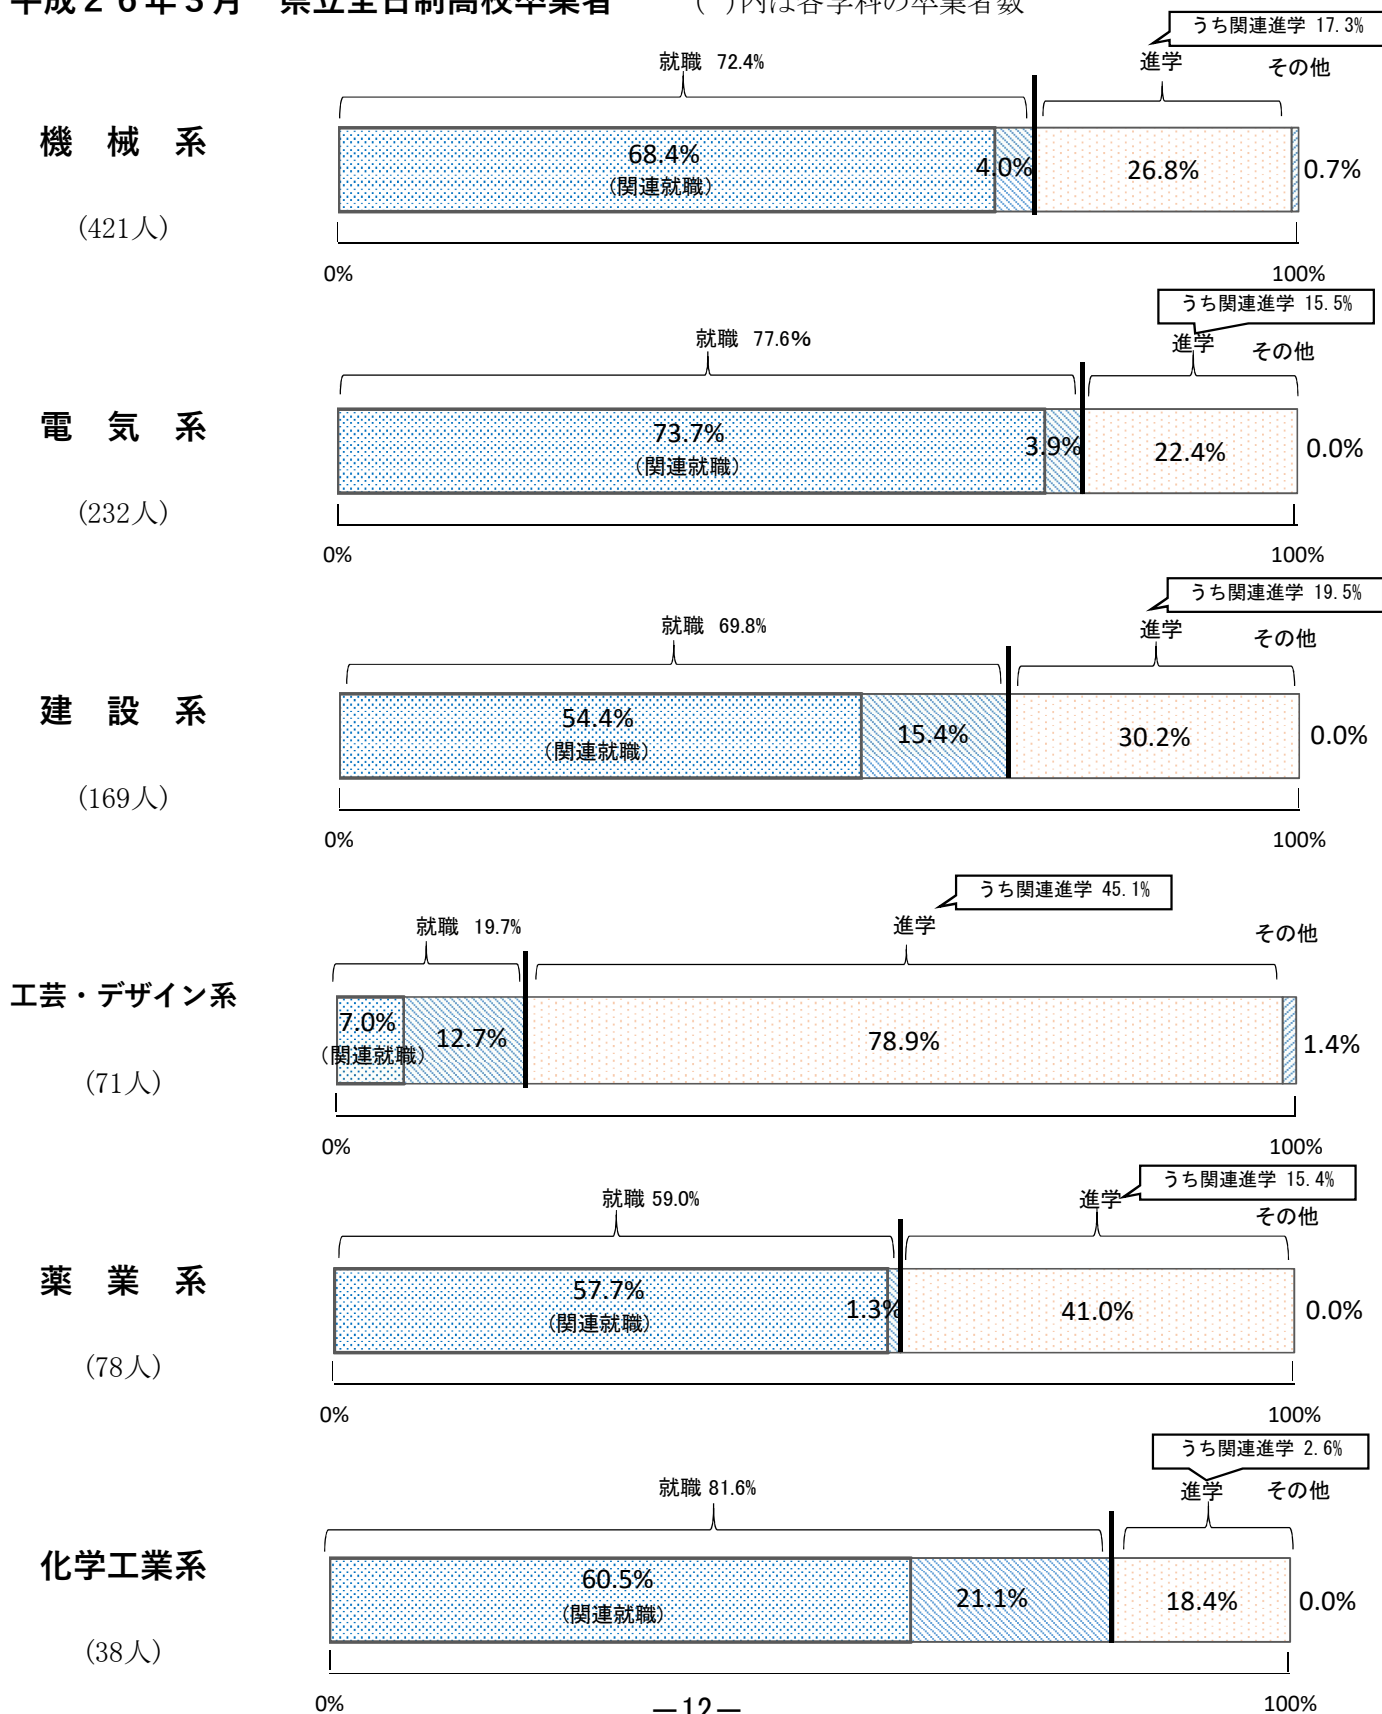 平成２６年３月　県立全日制高校卒業者　（ ）内は各学科の卒業者数
うち関連進学 17.3%
就職 72.4%　進学　その他
機 械 系
68.4%
（関連就職）
4.0%
26.8%
0.7%
(421人)
0%　100%
うち関連進学 15.5%
就職 77.6%　進学　その他
電 気 系
73.7%
（関連就職）
3.9%
22.4%
0.0%
(232人)
0%　100%
うち関連進学 19.5%
就職 69.8%　進学　その他
建 設 系
54.4%
（関連就職）
15.4%
30.2%
0.0%
(169人)
0%　100%
うち関連進学 45.1%
就職 19.7%　進学　その他
工芸・デザイン系
7.0%
（関連就職）
12.7%
78.9%
1.4%
(71人)
0%　100%
うち関連進学 15.4%
就職 59.0%　進学　その他
薬 業 系
57.7%
（関連就職）
1.3%
41.0%
0.0%
(78人)
0%　100%
うち関連進学 2.6%
就職 81.6%　進学　その他
化学工業系
60.5%
（関連就職）
21.1%
18.4%
0.0%
(38人)
0%　100%
－12－